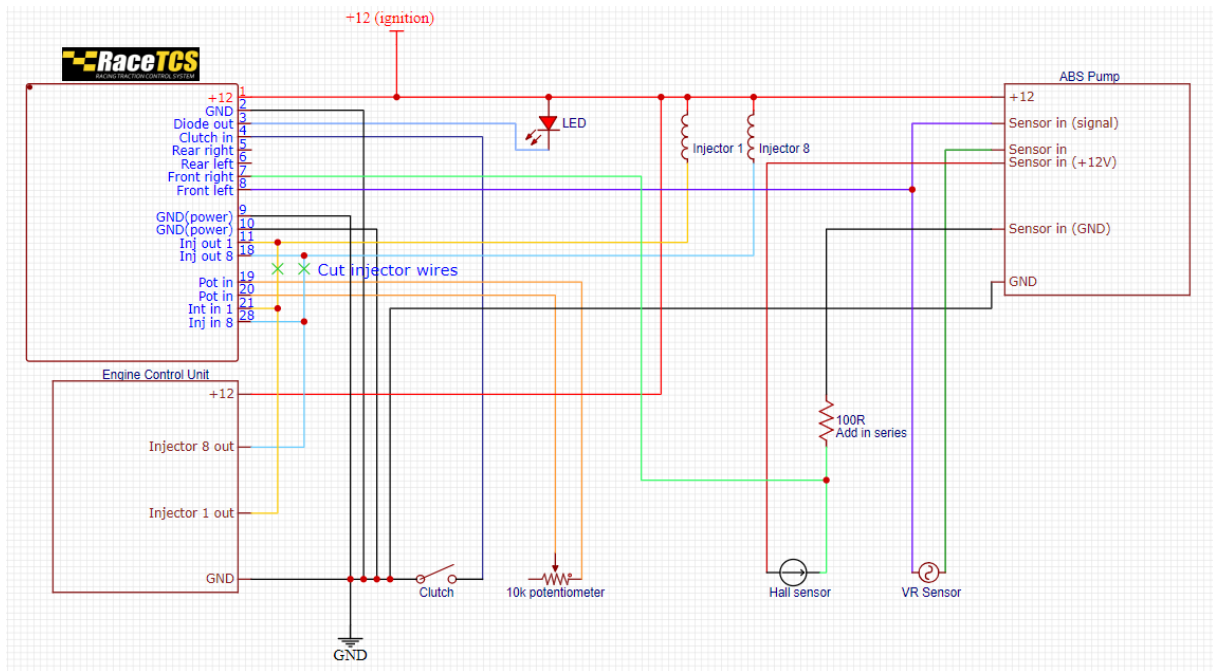 +12 (ignition)
RaceTCS
RACING TRACTION CONTROL SYSTEM
+12 1
GND 2
Diode out 3
Clutch in 4
Rear right 5
Rear left 6
Front right 7
Front left 8
GND(power) 9
GND(power) 10
Inj out 1 11
Inj out 8 18
Cut injector wires
Pot in 19
Pot in 20
Int in 1 21
Inj in 8 28
LED
Injector 1
Injector 8
ABS Pump
+12
Sensor in (signal)
Sensor in
Sensor in (+12V)
Sensor in (GND)
GND
Engine Control Unit
+12
Injector 8 out
Injector 1 out
GND
100R
Add in series
Clutch
10k potentiometer
Hall sensor
VR Sensor
GND